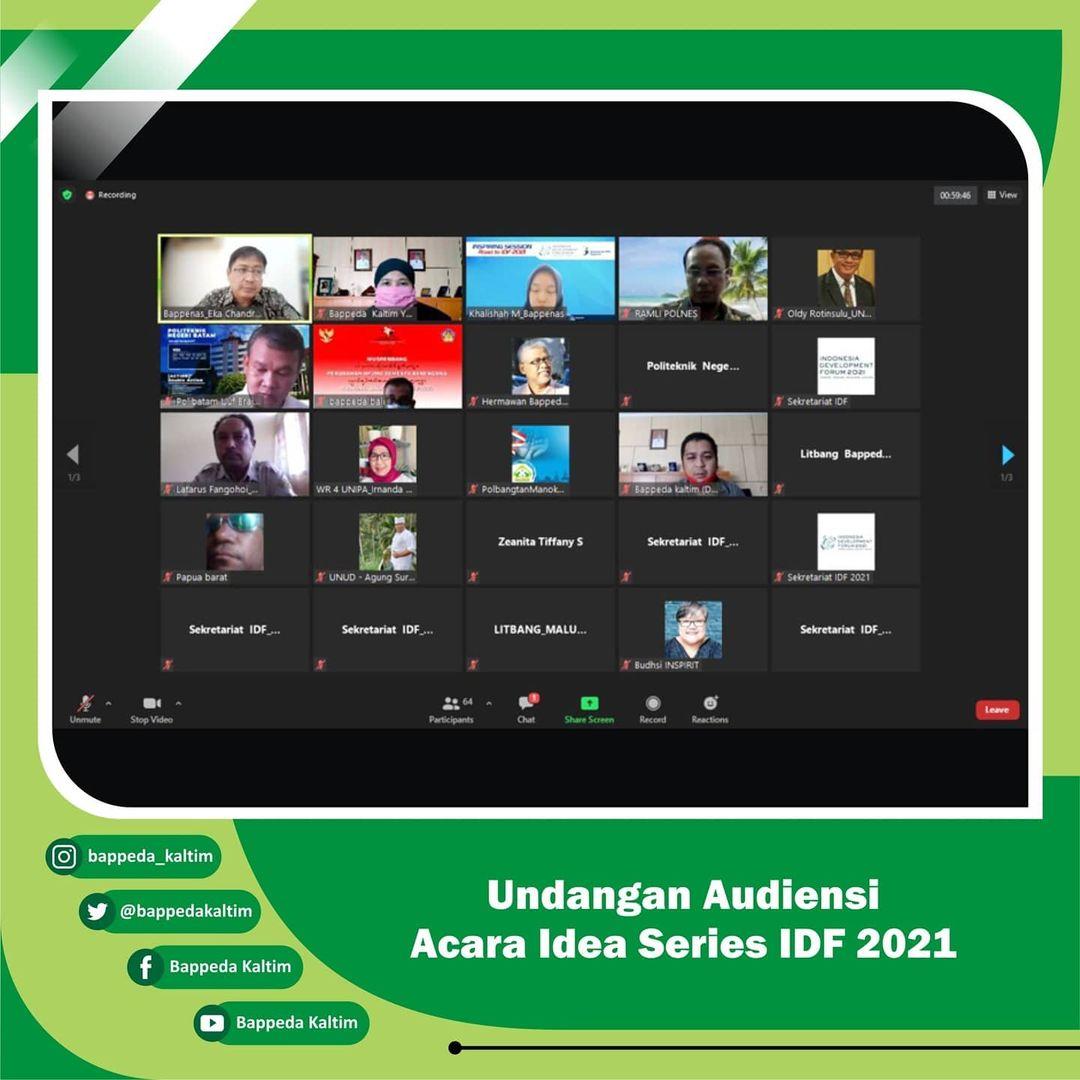 Recording
00:59:46
View
INSPIRING SESSION
Road to IDF 2021
Bappenas_Eka Chandr...
Bappeda Kaltim Y...
Khalishah M_Bappenas
RAMLI POLNES
Oldy Rotinsulu_UN...
POLITEKNIK
NEGERI BATAM
Politeknik Nege...
INDONESIA
DEVELOPMENT
FORUM 2021
MUSRENBANG
bappeda bali
Hermawan Bapped...
Sekretariat IDF
Litbang Bapped...
1/3
1/3
Latarus Fangohoi_...
WR 4 UNIPA_Irnanda ...
PolbangtanManok...
Bappeda kaltim (D...
Zeanita Tiffany S
Sekretariat IDF_...
INDONESIA
DEVELOPMENT
FORUM 2021
Papua barat
UNUD - Agung Sur...
Sekretariat IDF 2021
Sekretariat IDF_...
Sekretariat IDF_...
LITBANG_MALU...
Sekretariat IDF_...
Budhsi INSPIRIT
Unmute
Stop Video
Participants
64
Chat
Share Screen
Record
Reactions
Leave
bappeda_kaltim
@bappedakaltim
Bappeda Kaltim
Bappeda Kaltim
Undangan Audiensi
Acara Idea Series IDF 2021